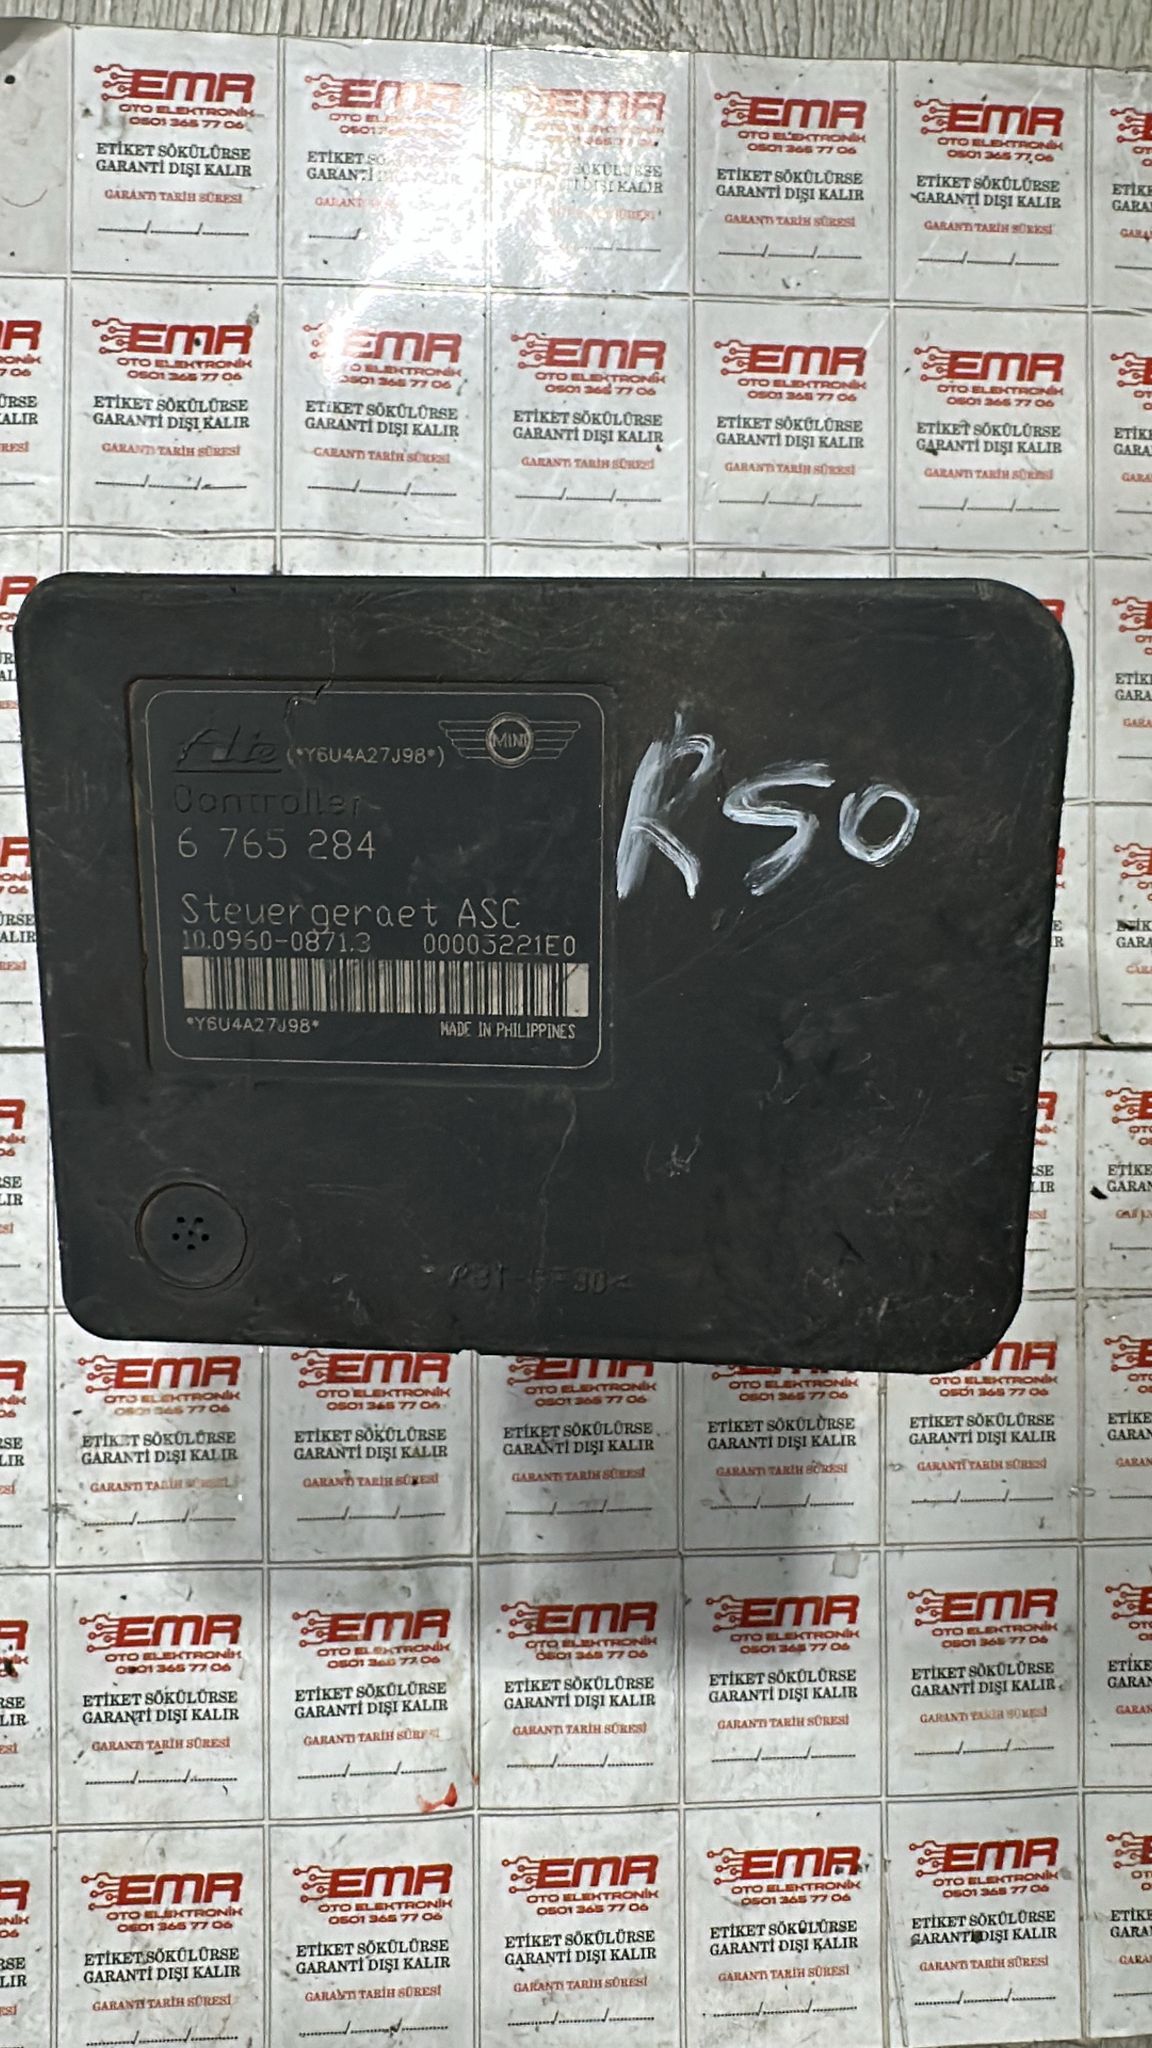 EMR
OTO ELEKTRONİK
0501 365 77 06
ETİKET SÖKÜLÜRSE
GARANTİ DIŞI KALIR
GARANTİ TARİH SÜRESİ
Ate (*Y6U4A27J98*) MINI
Controller
6 765 284
Steuergeraet ASC
10.0960-0871.3 00003221E0
*Y6U4A27J98*
MADE IN PHILIPPINES
R50